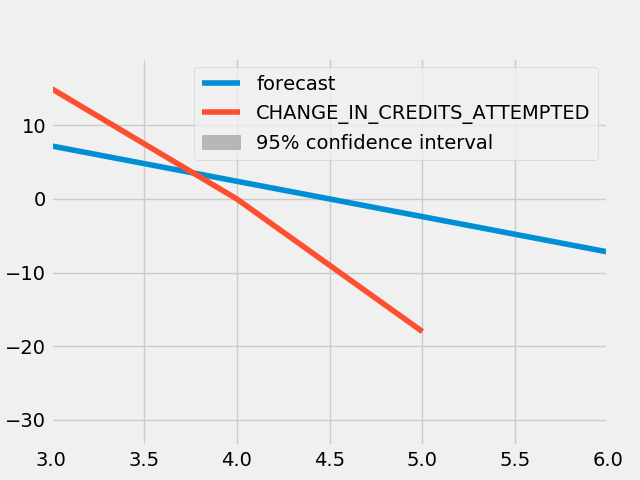 forecast
CHANGE_IN_CREDITS_ATTEMPTED
95% confidence interval
10
0
−10
−20
−30
3.0 3.5 4.0 4.5 5.0 5.5 6.0